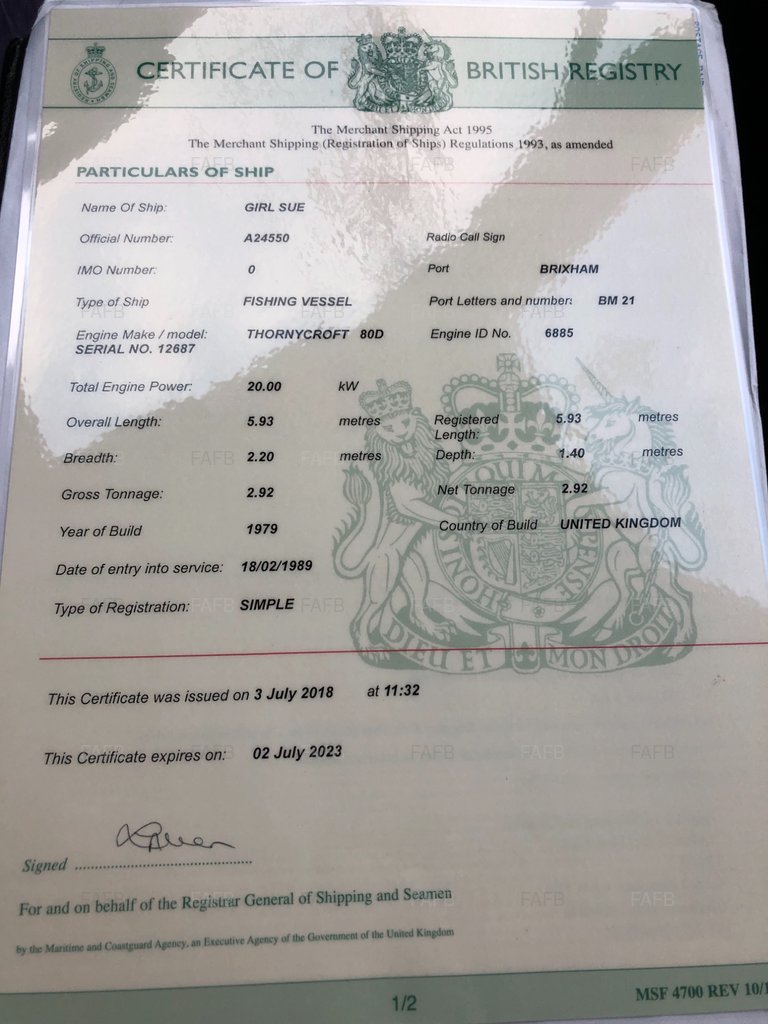 CERTIFICATE OF BRITISH REGISTRY
The Merchant Shipping Act 1995
The Merchant Shipping (Registration of Ships) Regulations 1993, as amended
PARTICULARS OF SHIP
Name Of Ship: GIRL SUE
Official Number: A24550 Radio Call Sign
IMO Number: 0 Port BRIXHAM
Type of Ship FISHING VESSEL Port Letters and number: BM 21
Engine Make / model: THORNYCROFT 80D Engine ID No. 6885
SERIAL NO. 12687
Total Engine Power: 20.00 kW
Overall Length: 5.93 metres Registered Length: 5.93 metres
Breadth: 2.20 metres Depth: 1.40 metres
Gross Tonnage: 2.92 Net Tonnage 2.92
Year of Build 1979 Country of Build UNITED KINGDOM
Date of entry into service: 18/02/1989
Type of Registration: SIMPLE
DIEU ET MON DROIT
This Certificate was issued on 3 July 2018 at 11:32
This Certificate expires on: 02 July 2023
Signed
For and on behalf of the Registrar General of Shipping and Seamen
by the Maritime and Coastguard Agency, an Executive Agency of the Government of the United Kingdom
1/2
MSF 4700 REV 10/1
FAFB